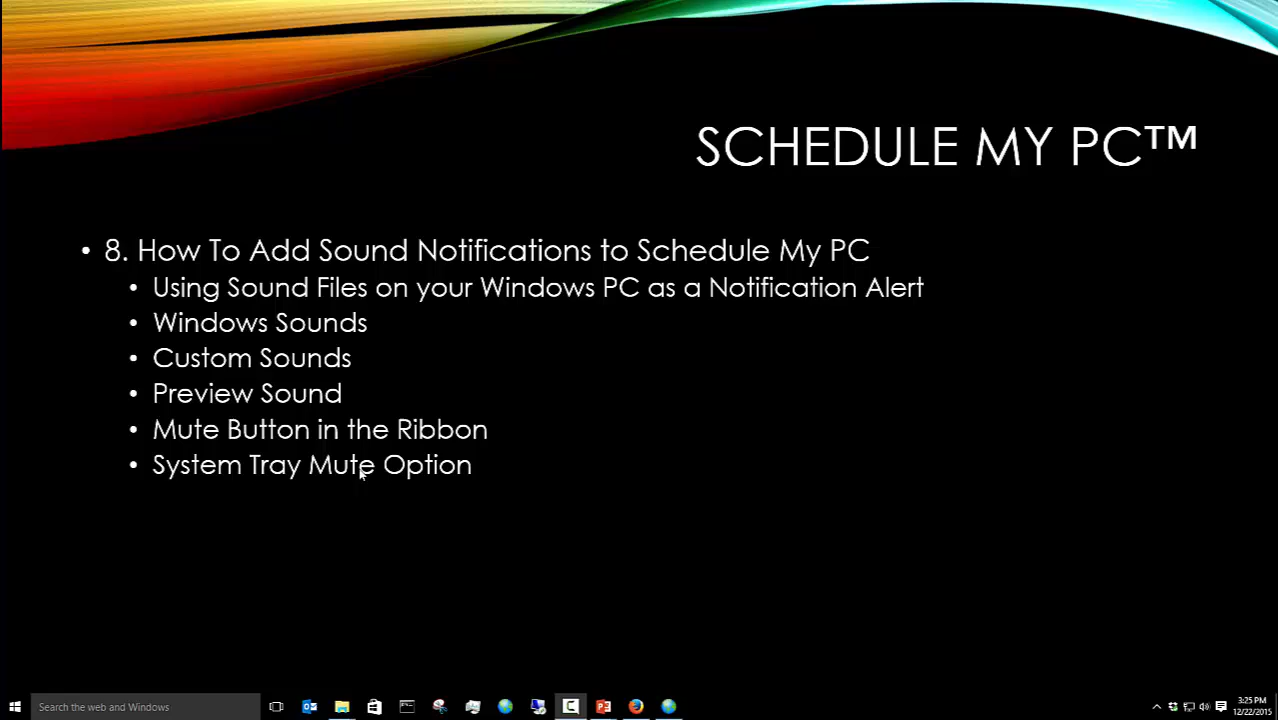 SCHEDULE MY PC™
• 8. How To Add Sound Notifications to Schedule My PC
• Using Sound Files on your Windows PC as a Notification Alert
• Windows Sounds
• Custom Sounds
• Preview Sound
• Mute Button in the Ribbon
• System Tray Mute Option
Search the web and Windows
3:25 PM
12/22/2015